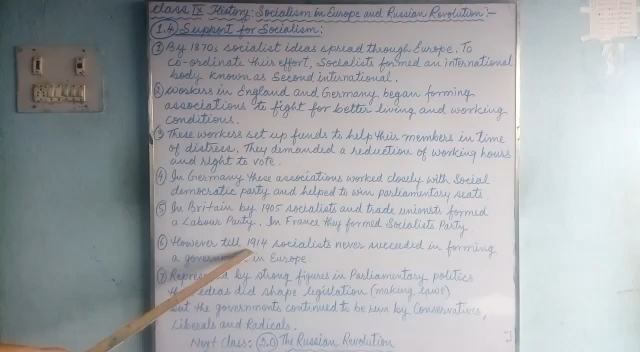 Class IX History: Socialism in Europe and Russian Revolution:-
1.4 Support for Socialism:
① By 1870s socialist ideas spread through Europe. To
co-ordinate their effort, Socialists formed an international
body known as Second international.
② Workers in England and Germany began forming
associations to fight for better living and working
conditions.
③ These workers set up funds to help their members in time
of distress. They demanded a reduction of working hours
and right to vote.
④ In Germany these associations worked closely with Social
democratic party and helped to win parliamentary seats
⑤ In Britain by 1905 socialists and trade unionists formed
a Labour Party. In France they formed Socialists Party
⑥ However till 1914 socialists never succeeded in forming
a government in Europe.
⑦ Represented by strong figures in Parliamentary politics
ideas did shape legislation (making laws)
but the governments continued to be run by Conservatives,
Liberals and Radicals.
Next Class: 2.0 The Russian Revolution